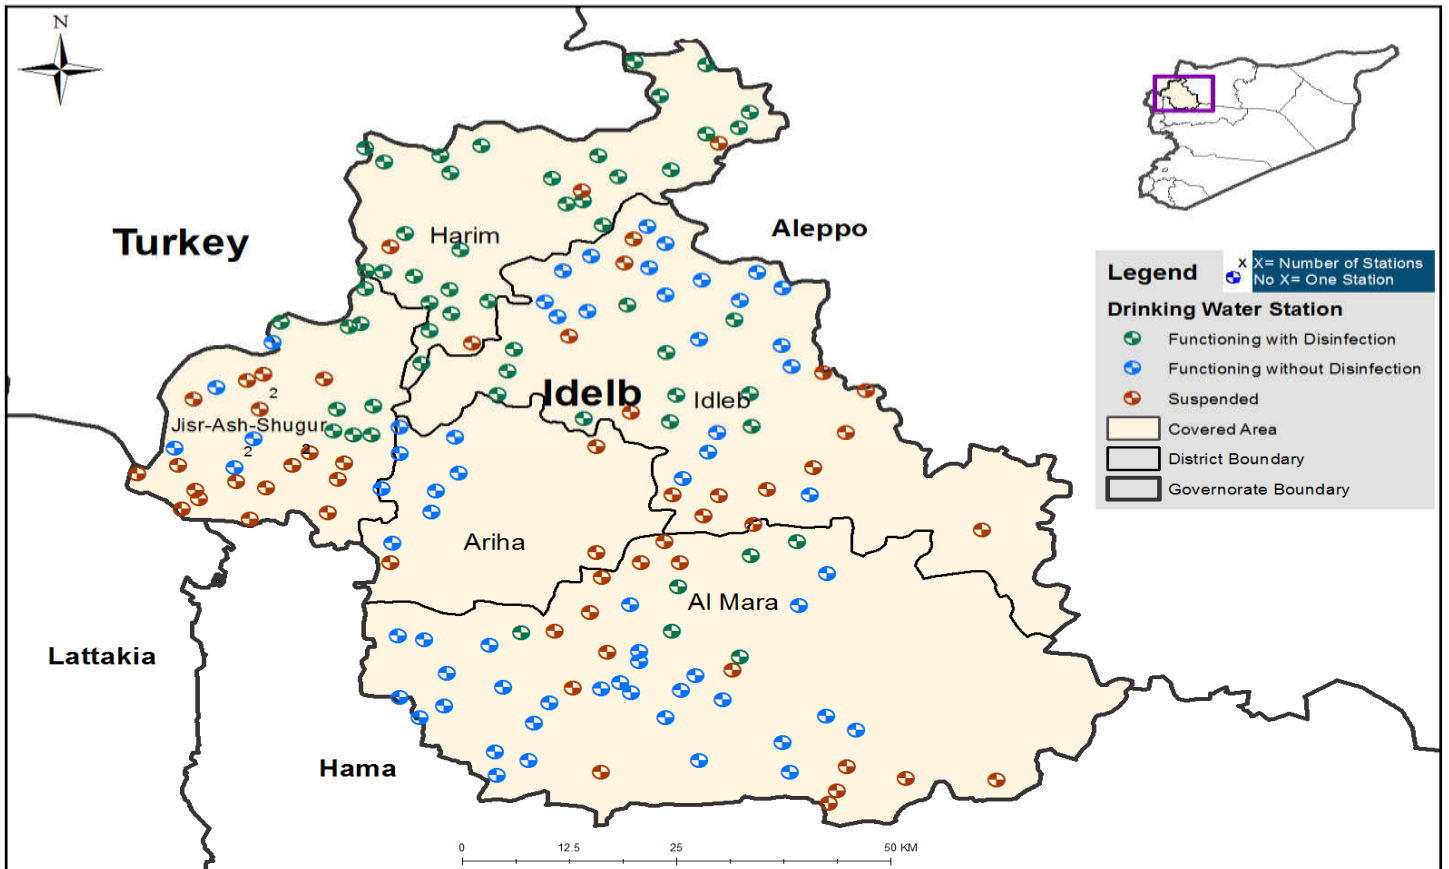 N
Turkey
Aleppo
Harim
Legend
X X= Number of Stations
No X= One Station
Drinking Water Station
Functioning with Disinfection
Functioning without Disinfection
Suspended
Covered Area
District Boundary
Governorate Boundary
2
Idelb
Idleb
Jisr-Ash-Shugur
2
2
Ariha
Al Mara
Lattakia
Hama
0 12.5 25 50 KM